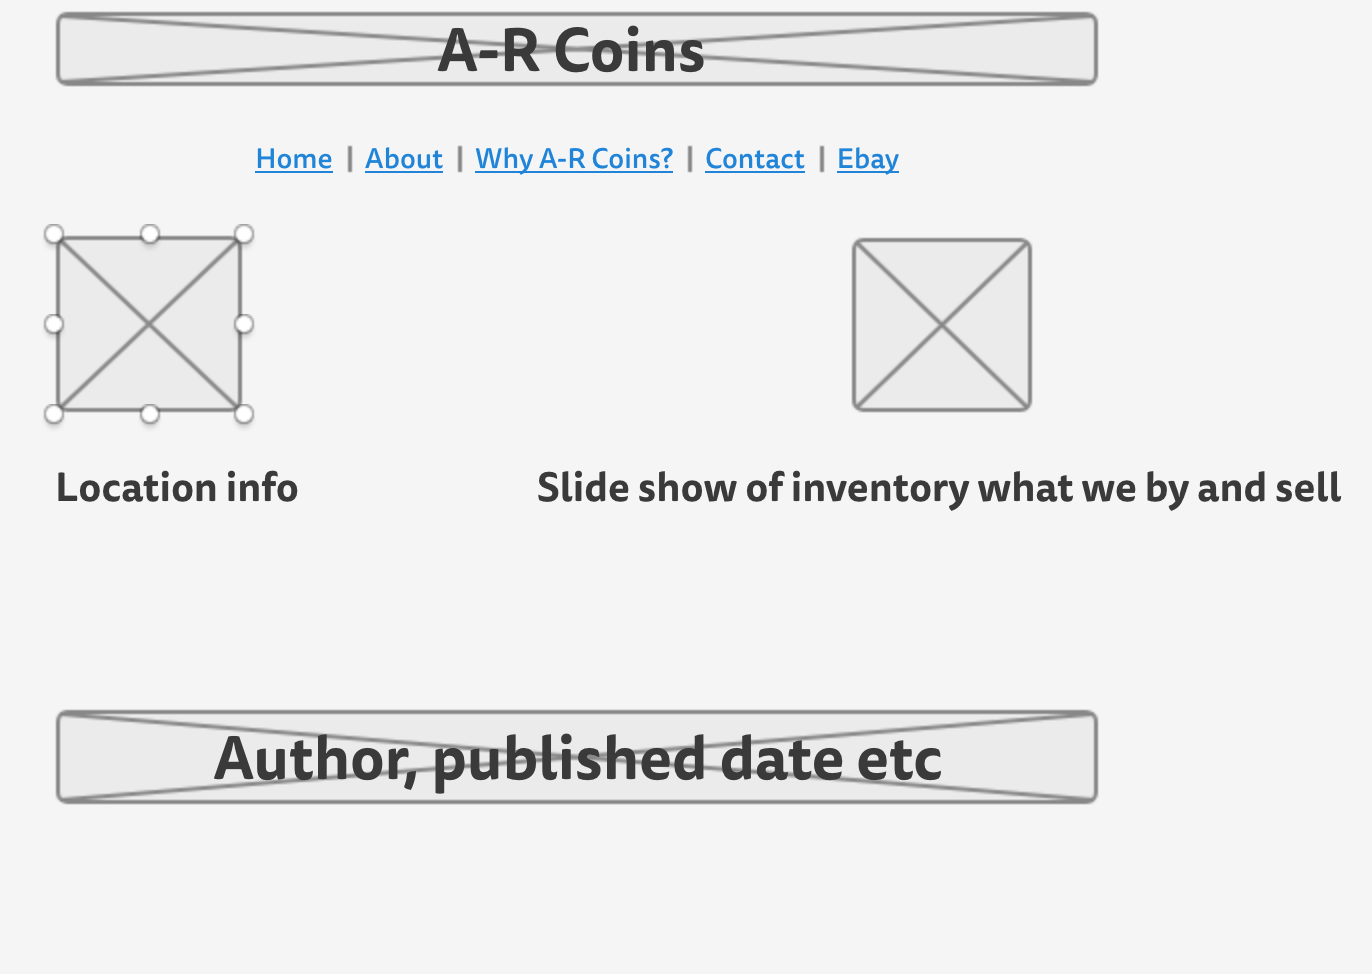 A-R Coins
Home | About | Why A-R Coins? | Contact | Ebay
Location info
Slide show of inventory what we by and sell
Author, published date etc